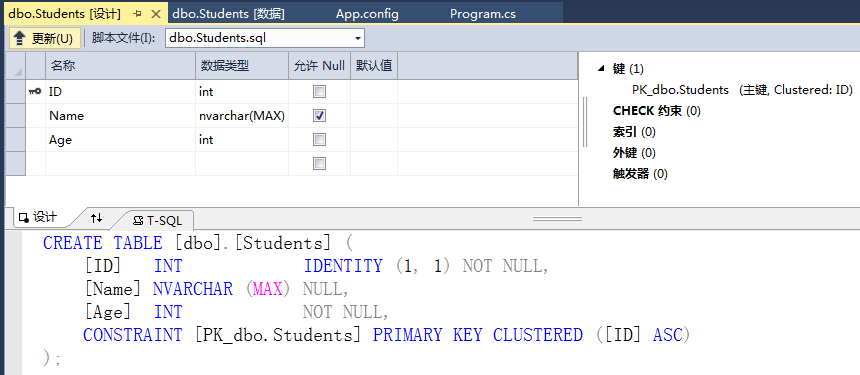 dbo.Students [设计] dbo.Students [数据] App.config Program.cs
更新(U) 脚本文件(I): dbo.Students.sql
名称 数据类型 允许 Null 默认值
ID int
Name nvarchar(MAX)
Age int
键 (1)
PK_dbo.Students (主键, Clustered: ID)
CHECK 约束 (0)
索引 (0)
外键 (0)
触发器 (0)
设计 T-SQL
CREATE TABLE [dbo].[Students] (
[ID] INT IDENTITY (1, 1) NOT NULL,
[Name] NVARCHAR (MAX) NULL,
[Age] INT NOT NULL,
CONSTRAINT [PK_dbo.Students] PRIMARY KEY CLUSTERED ([ID] ASC)
);